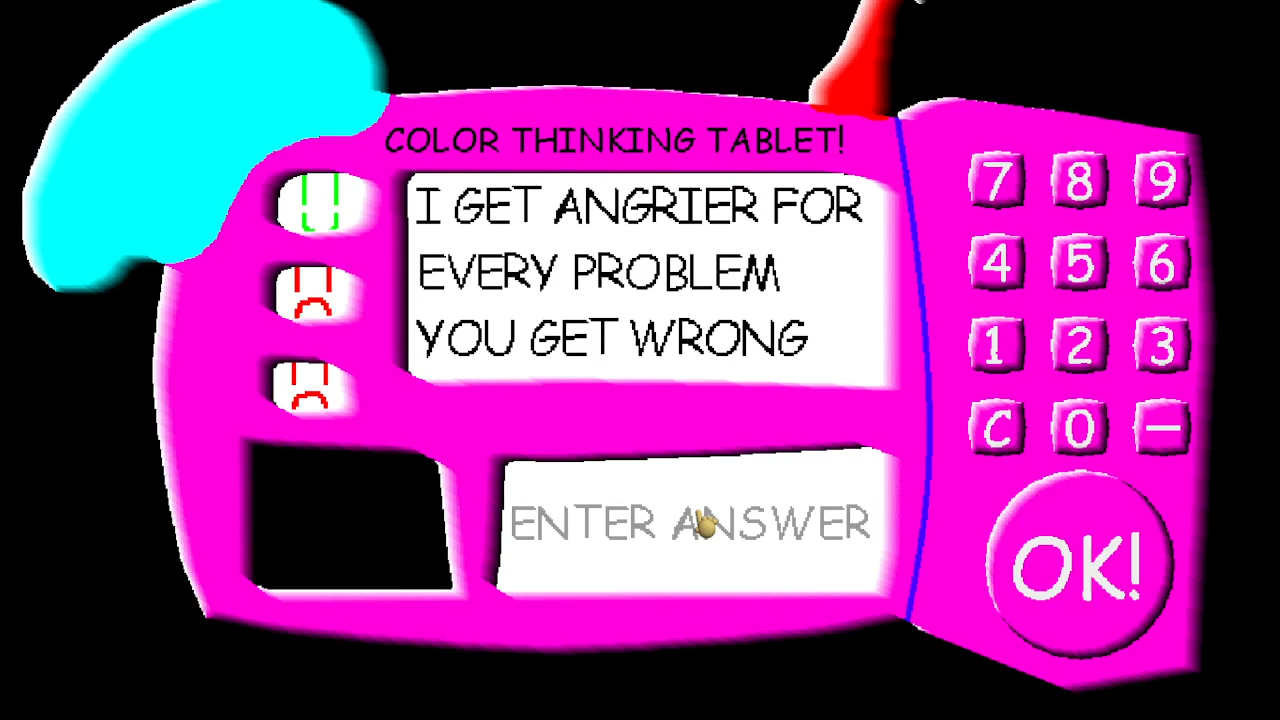 COLOR THINKING TABLET!
I GET ANGRIER FOR
EVERY PROBLEM
YOU GET WRONG
ENTER ANSWER
7 8 9
4 5 6
1 2 3
C 0 —
OK!